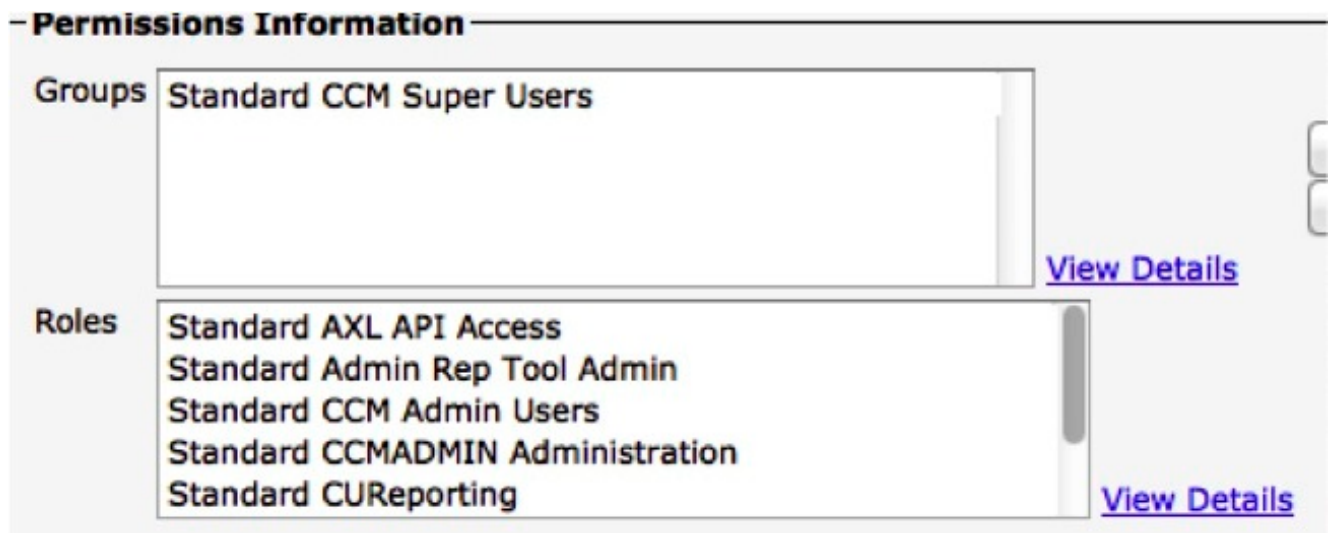 Permissions Information
Groups
Standard CCM Super Users
View Details
Roles
Standard AXL API Access
Standard Admin Rep Tool Admin
Standard CCM Admin Users
Standard CCMADMIN Administration
Standard CUReporting
View Details